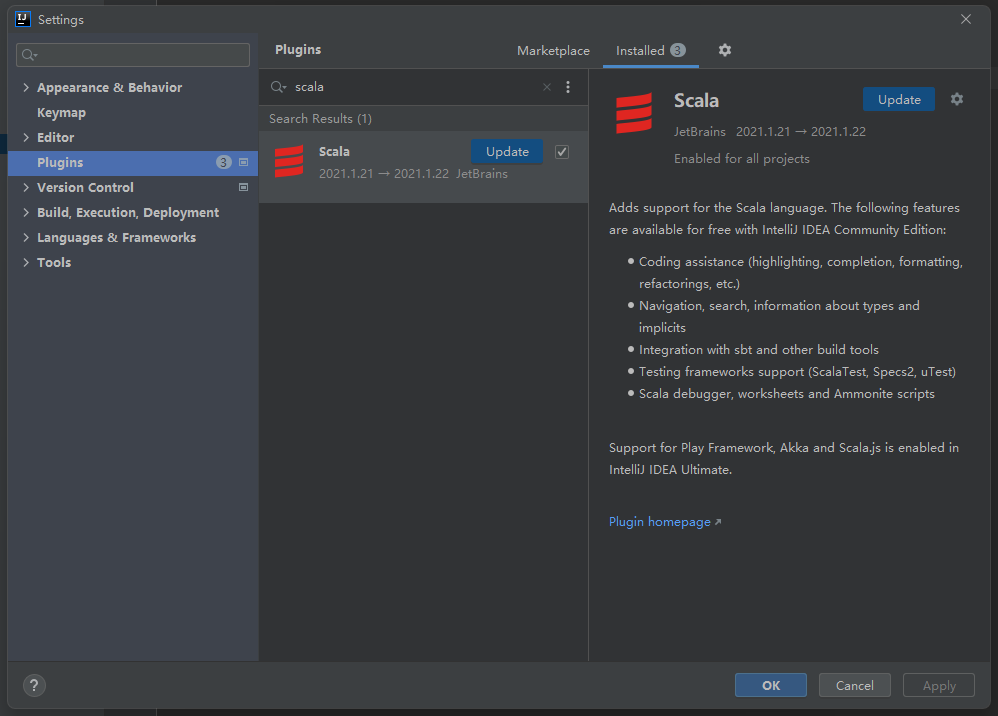 IJ
Settings
Appearance & Behavior
Keymap
Editor
Plugins 3
Version Control
Build, Execution, Deployment
Languages & Frameworks
Tools
Plugins
Marketplace
Installed 3
scala
Search Results (1)
Scala
Update
2021.1.21 → 2021.1.22 JetBrains
Scala
Update
JetBrains 2021.1.21 → 2021.1.22
Enabled for all projects
Adds support for the Scala language. The following features
are available for free with IntelliJ IDEA Community Edition:
• Coding assistance (highlighting, completion, formatting,
refactorings, etc.)
• Navigation, search, information about types and
implicits
• Integration with sbt and other build tools
• Testing frameworks support (ScalaTest, Specs2, uTest)
• Scala debugger, worksheets and Ammonite scripts
Support for Play Framework, Akka and Scala.js is enabled in
IntelliJ IDEA Ultimate.
Plugin homepage ↗
?
OK
Cancel
Apply